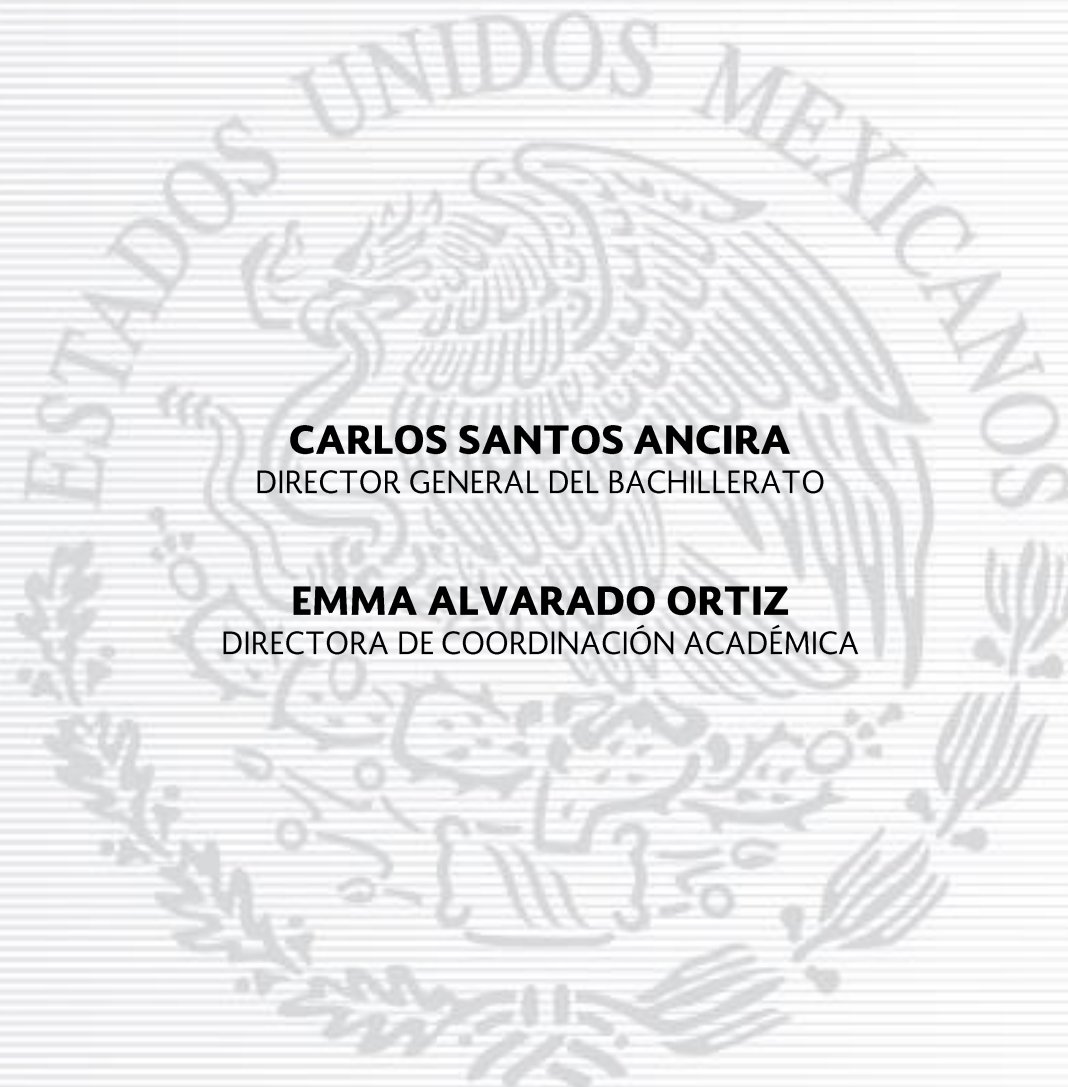 ESTADOS UNIDOS MEXICANOS
CARLOS SANTOS ANCIRA
DIRECTOR GENERAL DEL BACHILLERATO
EMMA ALVARADO ORTIZ
DIRECTORA DE COORDINACIÓN ACADÉMICA